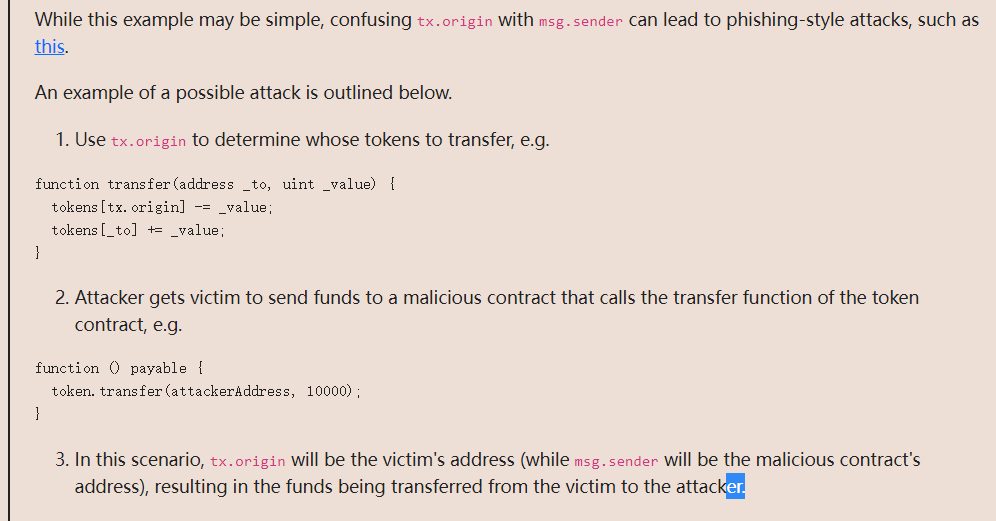 While this example may be simple, confusing tx.origin with msg.sender can lead to phishing-style attacks, such as
this.
An example of a possible attack is outlined below.
1. Use tx.origin to determine whose tokens to transfer, e.g.
function transfer(address _to, uint _value) {
  tokens[tx.origin] -= _value;
  tokens[_to] += _value;
}
2. Attacker gets victim to send funds to a malicious contract that calls the transfer function of the token
contract, e.g.
function () payable {
  token.transfer(attackerAddress, 10000);
}
3. In this scenario, tx.origin will be the victim's address (while msg.sender will be the malicious contract's
address), resulting in the funds being transferred from the victim to the attacker.